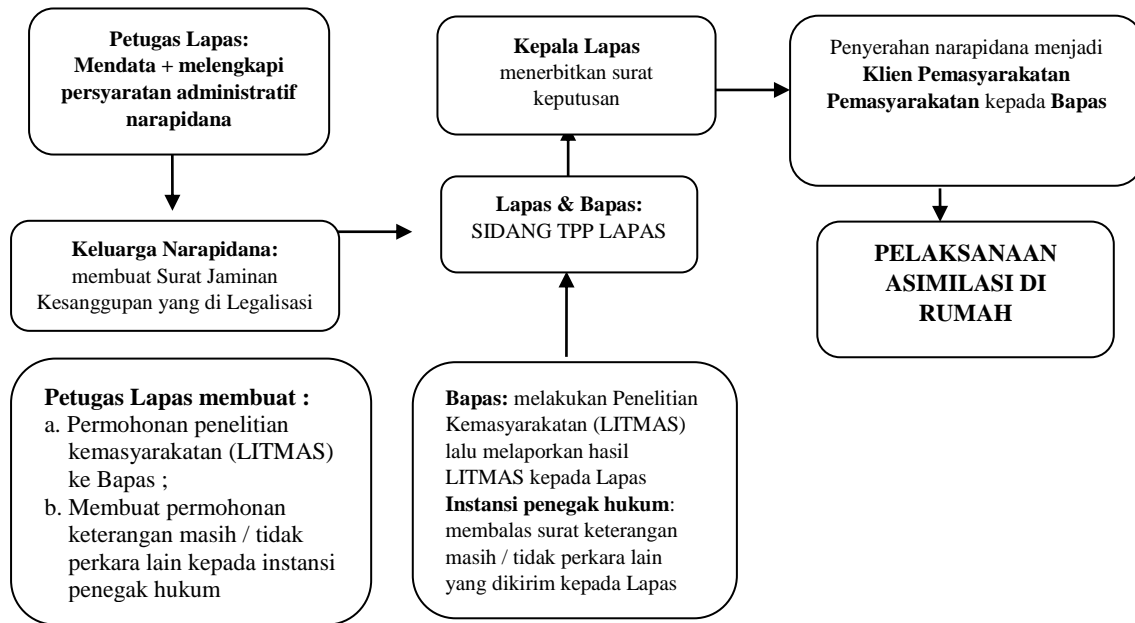 Petugas Lapas:
Mendata + melengkapi
persyaratan administratif
narapidana
Keluarga Narapidana:
membuat Surat Jaminan
Kesanggupan yang di Legalisasi
Petugas Lapas membuat :
a. Permohonan penelitian
kemasyarakatan (LITMAS)
ke Bapas ;
b. Membuat permohonan
keterangan masih / tidak
perkara lain kepada instansi
penegak hukum
Bapas: melakukan Penelitian
Kemasyarakatan (LITMAS)
lalu melaporkan hasil
LITMAS kepada Lapas
Instansi penegak hukum:
membalas surat keterangan
masih / tidak perkara lain
yang dikirim kepada Lapas
Lapas & Bapas:
SIDANG TPP LAPAS
Kepala Lapas
menerbitkan surat
keputusan
Penyerahan narapidana menjadi
Klien Pemasyarakatan
Pemasyarakatan kepada Bapas
PELAKSANAAN
ASIMILASI DI
RUMAH